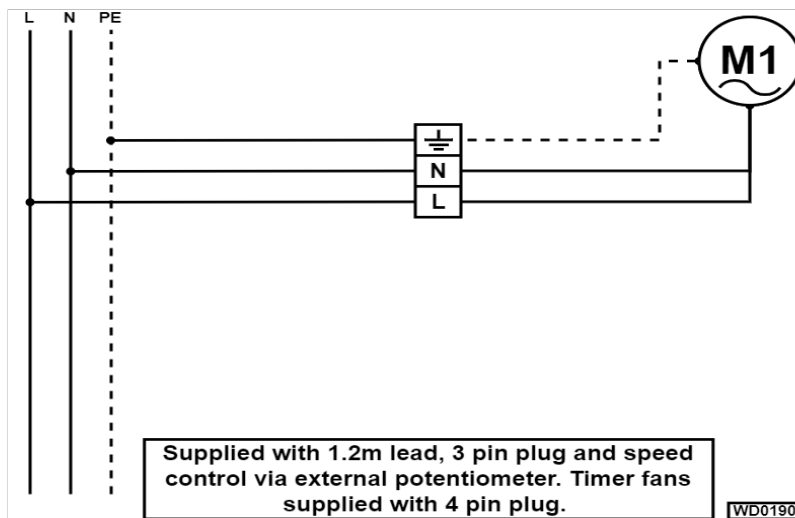 L N PE
M1
N
L
Supplied with 1.2m lead, 3 pin plug and speed
control via external potentiometer. Timer fans
supplied with 4 pin plug.
WD0190